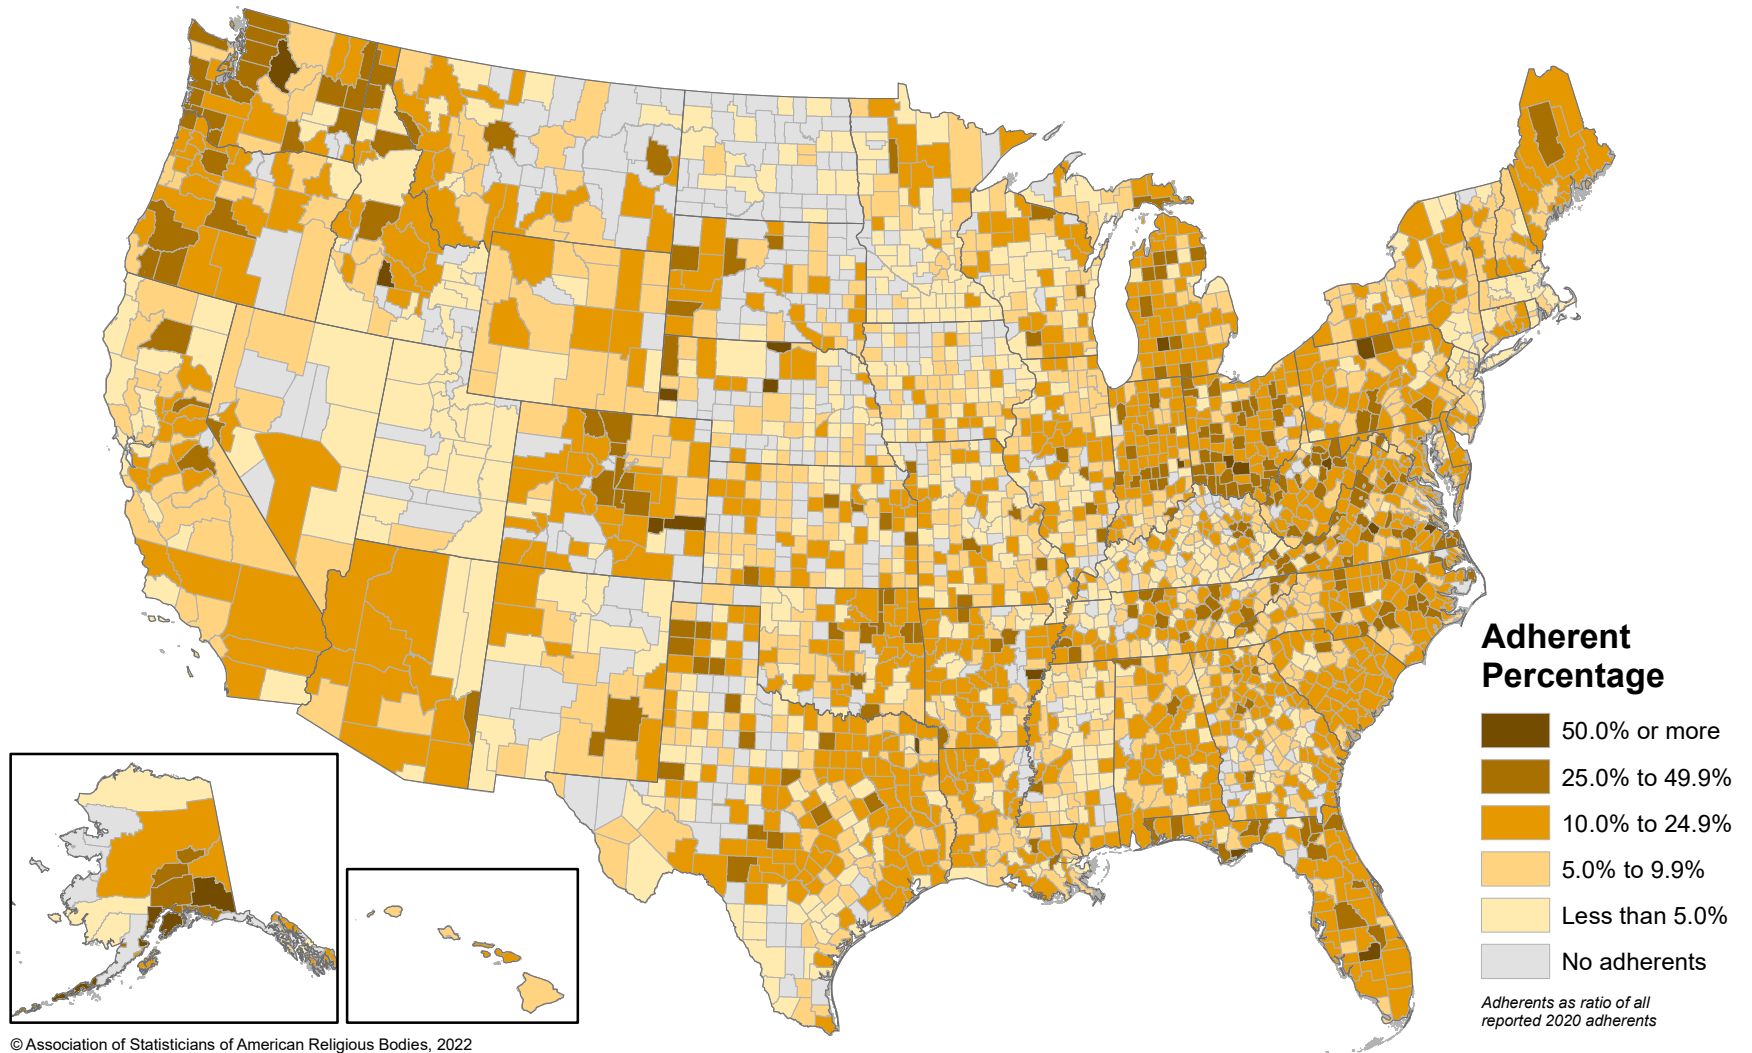 Adherent
Percentage
50.0% or more
25.0% to 49.9%
10.0% to 24.9%
5.0% to 9.9%
Less than 5.0%
No adherents
Adherents as ratio of all
reported 2020 adherents
© Association of Statisticians of American Religious Bodies, 2022